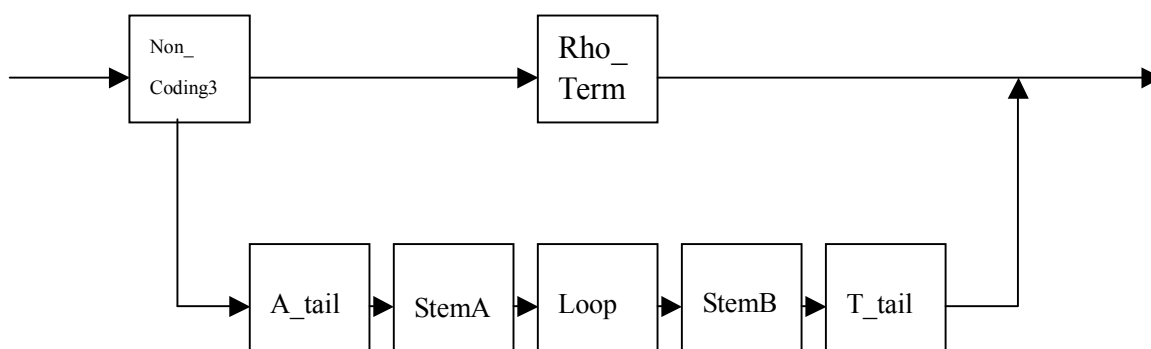 Non_
Coding3
Rho_
Term
A_tail
StemA
Loop
StemB
T_tail